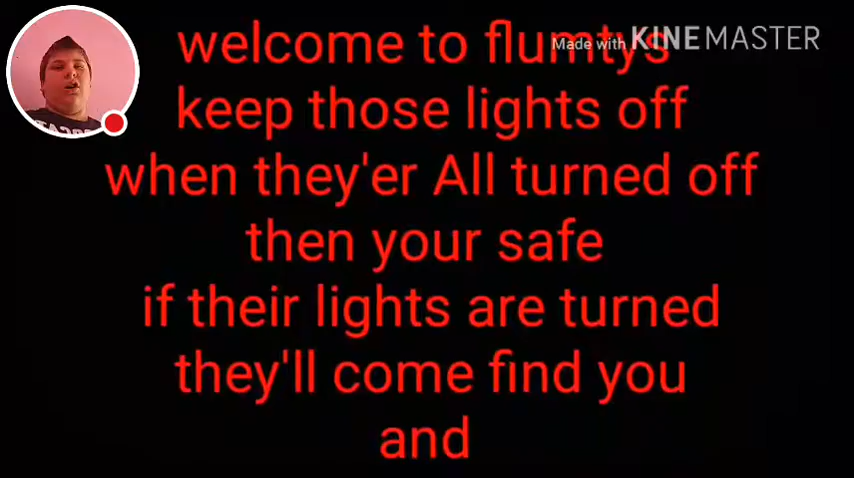 welcome to flumtys
Made with KINEMASTER
keep those lights off
when they'er All turned off
then your safe
if their lights are turned
they'll come find you
and